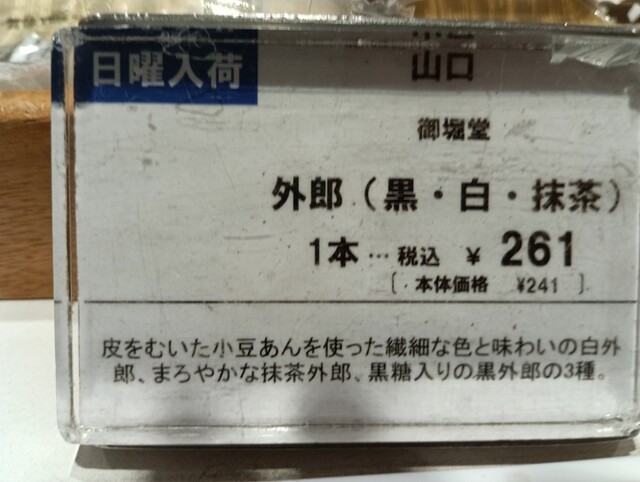 日曜入荷
山口
御堀堂
外郎（黒・白・抹茶）
1本…税込 ¥ 261
[ 本体価格 ¥241 ]
皮をむいた小豆あんを使った繊細な色と味わいの白外
郎、まろやかな抹茶外郎、黒糖入りの黒外郎の3種。